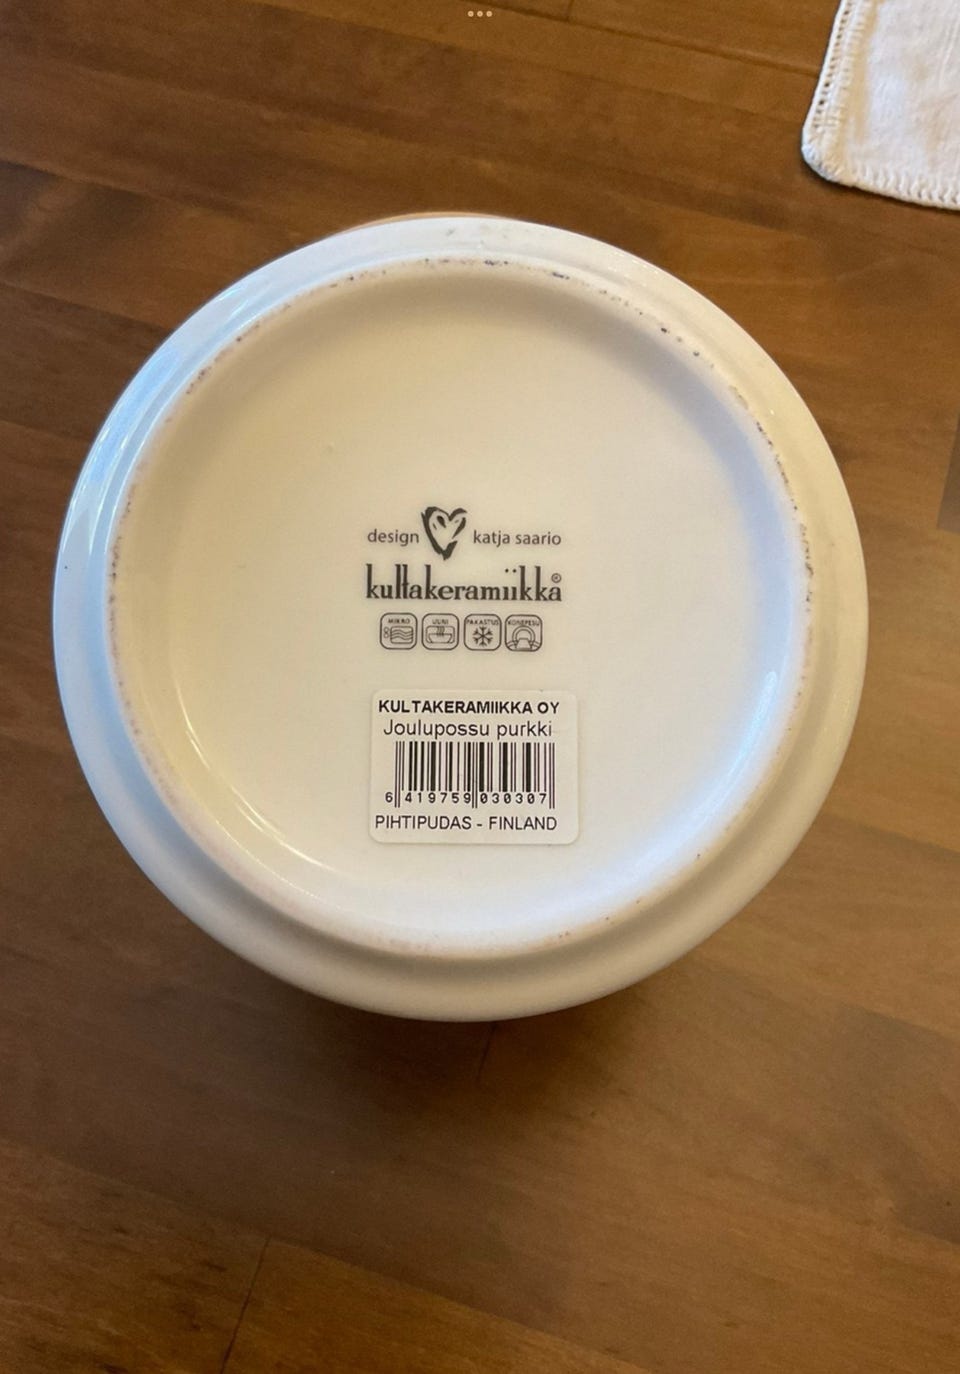 design katja saario
kultakeramiikka®
MIKRO UUNI PAKASTUS KONEPESU
KULTAKERAMIIKKA OY
Joulupossu purkki
6 419759 030307
PIHTIPUDAS - FINLAND